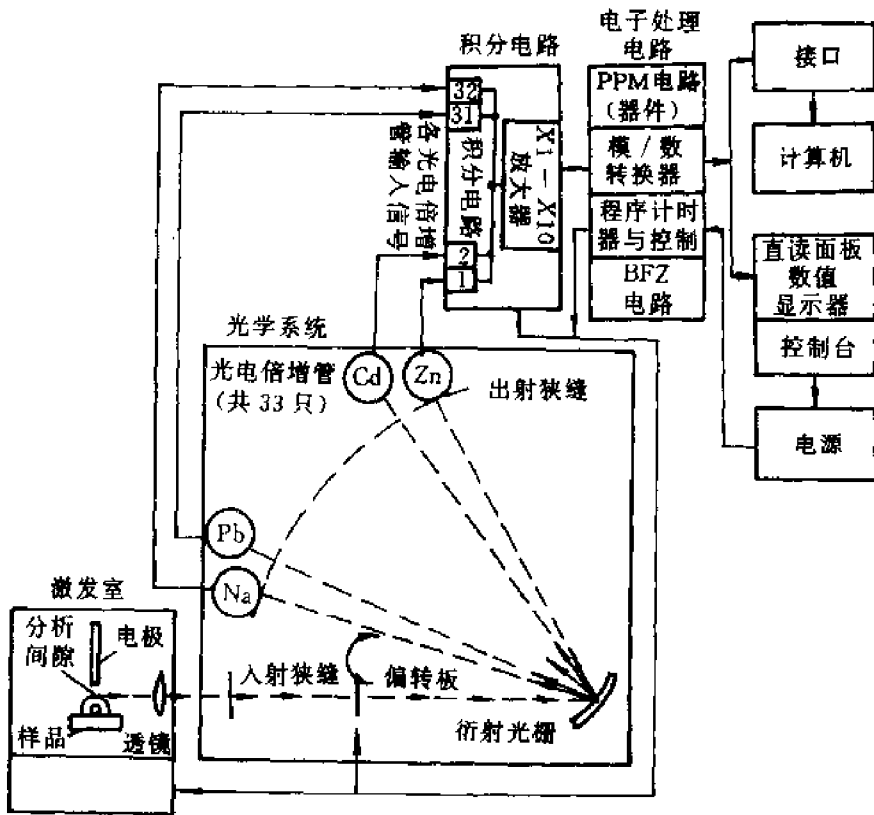 积分电路
电子处理
电路
接口
32
31
各光电倍增
管输入信号
积分电路
2
1
X1-X10
放大器
PPM电路
(器件)
模/数
转换器
程序计时
器与控制
BFZ
电路
计算机
直读面板
数值
显示器
控制台
电源
光学系统
光电倍增管
(共33只)
Cd
Zn
出射狭缝
Pb
Na
激发室
分析
间隙
电极
样品
透镜
入射狭缝
偏转板
衍射光栅